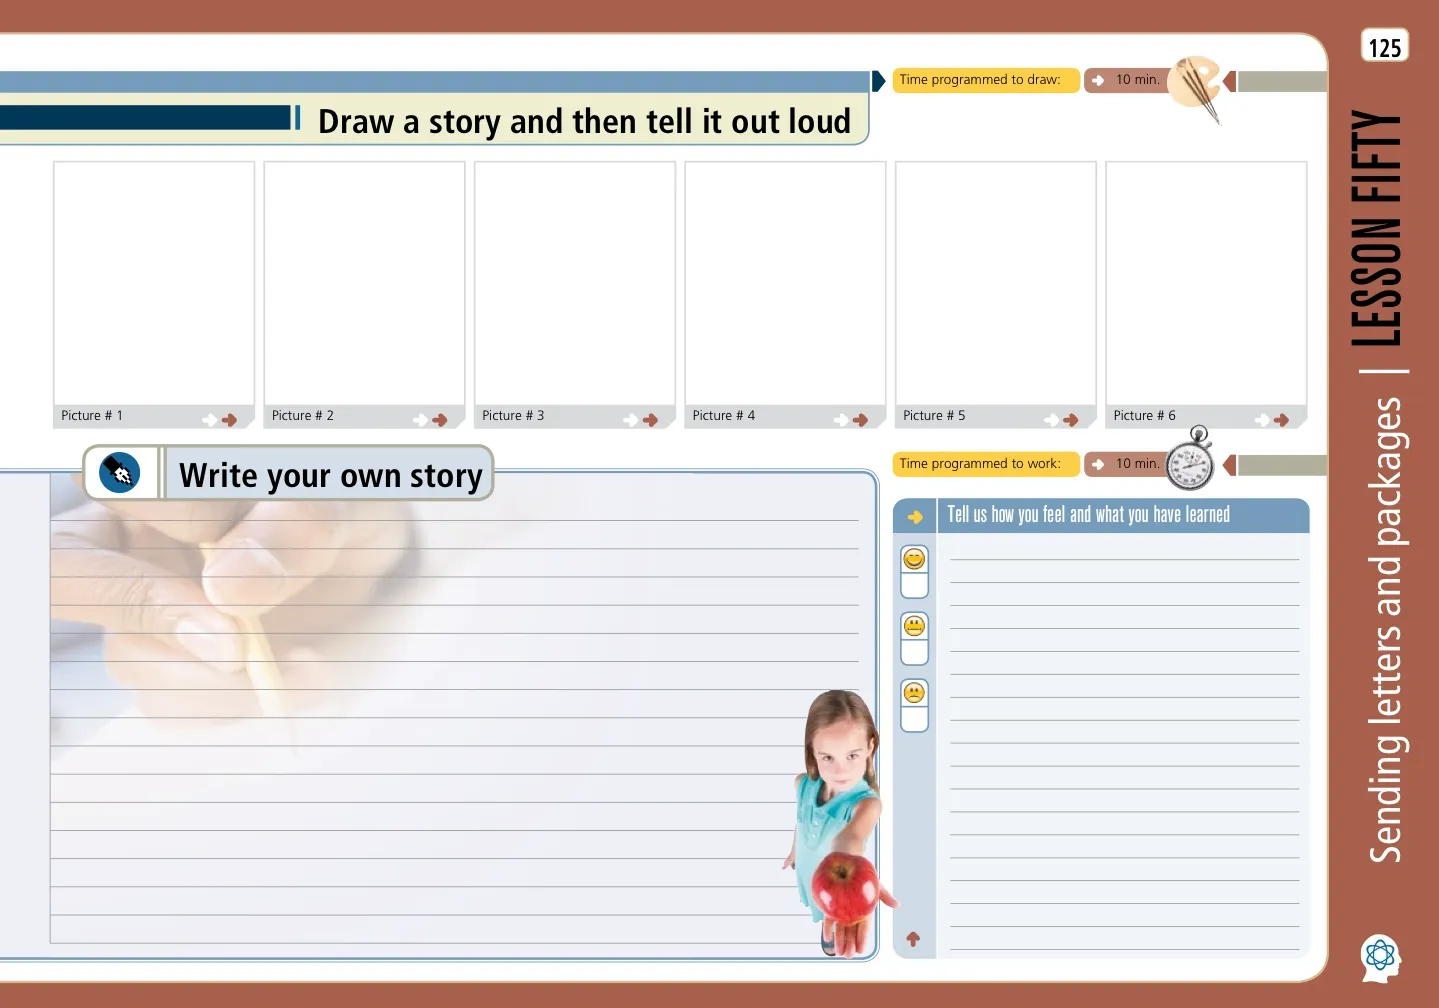 125
LESSON FIFTY
Sending letters and packages
Time programmed to draw:
10 min.
Draw a story and then tell it out loud
Picture # 1
Picture # 2
Picture # 3
Picture # 4
Picture # 5
Picture # 6
Write your own story
Time programmed to work:
10 min.
Tell us how you feel and what you have learned